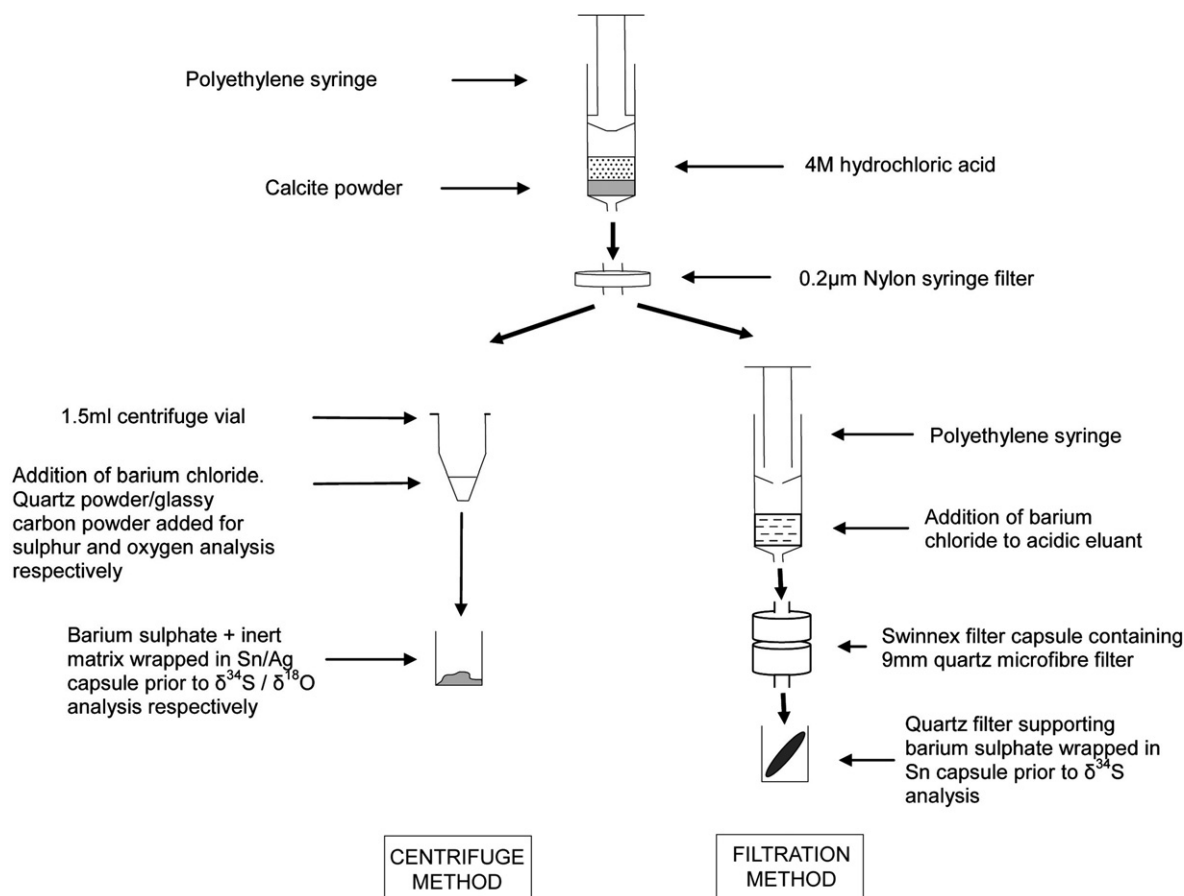 Polyethylene syringe
4M hydrochloric acid
Calcite powder
0.2µm Nylon syringe filter
1.5ml centrifuge vial
Addition of barium chloride.
Quartz powder/glassy
carbon powder added for
sulphur and oxygen analysis
respectively
Barium sulphate + inert
matrix wrapped in Sn/Ag
capsule prior to δ³⁴S / δ¹⁸O
analysis respectively
Polyethylene syringe
Addition of barium
chloride to acidic eluant
Swinnex filter capsule containing
9mm quartz microfibre filter
Quartz filter supporting
barium sulphate wrapped in
Sn capsule prior to δ³⁴S
analysis
CENTRIFUGE
METHOD
FILTRATION
METHOD